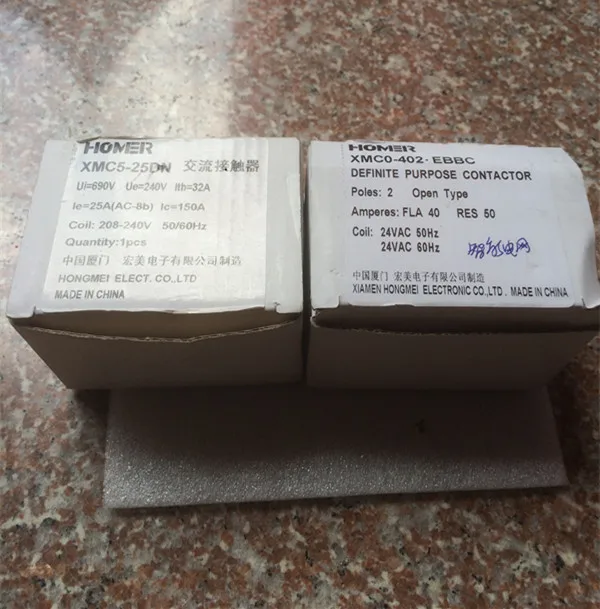 HOMER
XMC5-25DN 交流接触器
Ui=690V Ue=240V Ith=32A
Ie=25A(AC-8b) Ic=150A
Coil: 208-240V 50/60Hz
Quantity:1pcs
中国厦门 宏美电子有限公司制造
HONGMEI ELECT. CO.,LTD
MADE IN CHINA
HOMER
XMC0-402-EBBC
DEFINITE PURPOSE CONTACTOR
Poles: 2 Open Type
Amperes: FLA 40 RES 50
Coil: 24VAC 50Hz
24VAC 60Hz
中国厦门 宏美电子有限公司制造
XIAMEN HONGMEI ELECTRONIC CO.,LTD. MADE IN CHINA